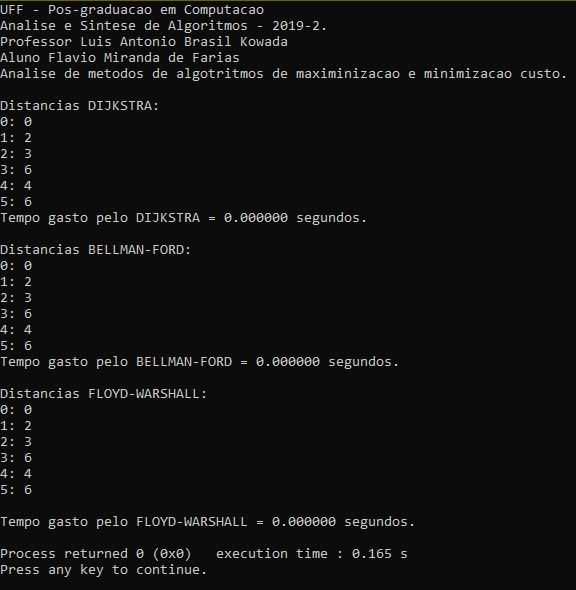 UFF - Pos-graduacao em Computacao
Analise e Sintese de Algoritmos - 2019-2.
Professor Luis Antonio Brasil Kowada
Aluno Flavio Miranda de Farias
Analise de metodos de algotritmos de maximinizacao e minimizacao custo.

Distancias DIJKSTRA:
0: 0
1: 2
2: 3
3: 6
4: 4
5: 6
Tempo gasto pelo DIJKSTRA = 0.000000 segundos.

Distancias BELLMAN-FORD:
0: 0
1: 2
2: 3
3: 6
4: 4
5: 6
Tempo gasto pelo BELLMAN-FORD = 0.000000 segundos.

Distancias FLOYD-WARSHALL:
0: 0
1: 2
2: 3
3: 6
4: 4
5: 6

Tempo gasto pelo FLOYD-WARSHALL = 0.000000 segundos.

Process returned 0 (0x0)   execution time : 0.165 s
Press any key to continue.